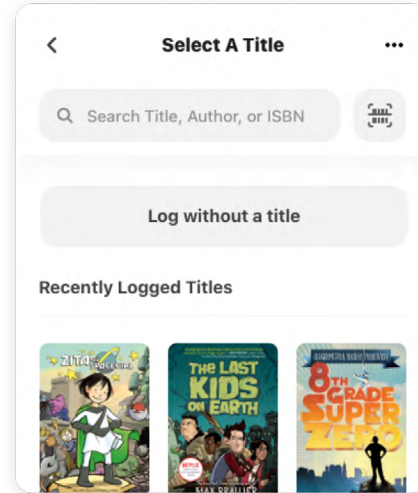 Select A Title
Search Title, Author, or ISBN
Log without a title
Recently Logged Titles
ZITA
THE LAST
KIDS
ON EARTH
NETFLIX
MAX BRALLIER
8TH
GRADE
SUPER
ZERO